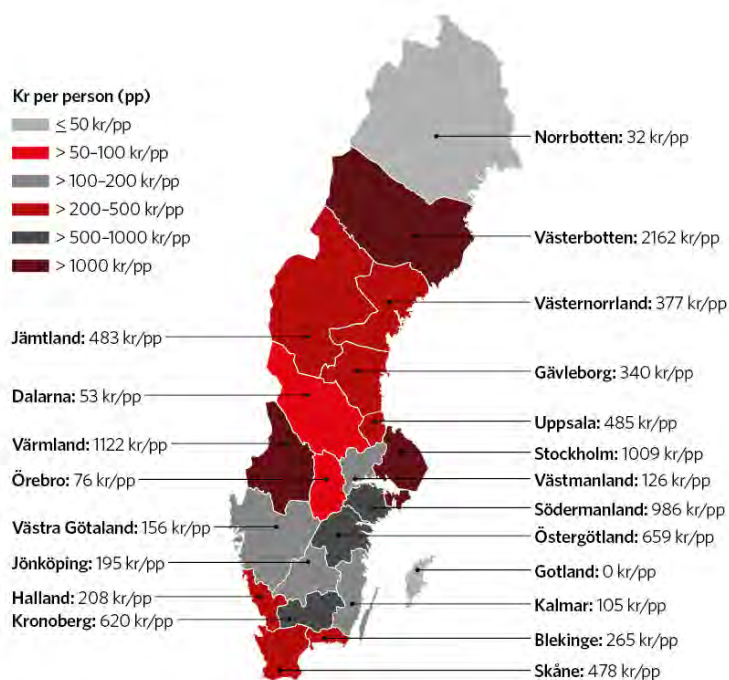 Kr per person (pp)
≤ 50 kr/pp
> 50–100 kr/pp
> 100–200 kr/pp
> 200–500 kr/pp
> 500–1000 kr/pp
> 1000 kr/pp
Jämtland: 483 kr/pp
Dalarna: 53 kr/pp
Värmland: 1122 kr/pp
Örebro: 76 kr/pp
Västra Götaland: 156 kr/pp
Jönköping: 195 kr/pp
Halland: 208 kr/pp
Kronoberg: 620 kr/pp
Norrbotten: 32 kr/pp
Västerbotten: 2162 kr/pp
Västernorrland: 377 kr/pp
Gävleborg: 340 kr/pp
Uppsala: 485 kr/pp
Stockholm: 1009 kr/pp
Västmanland: 126 kr/pp
Södermanland: 986 kr/pp
Östergötland: 659 kr/pp
Gotland: 0 kr/pp
Kalmar: 105 kr/pp
Blekinge: 265 kr/pp
Skåne: 478 kr/pp